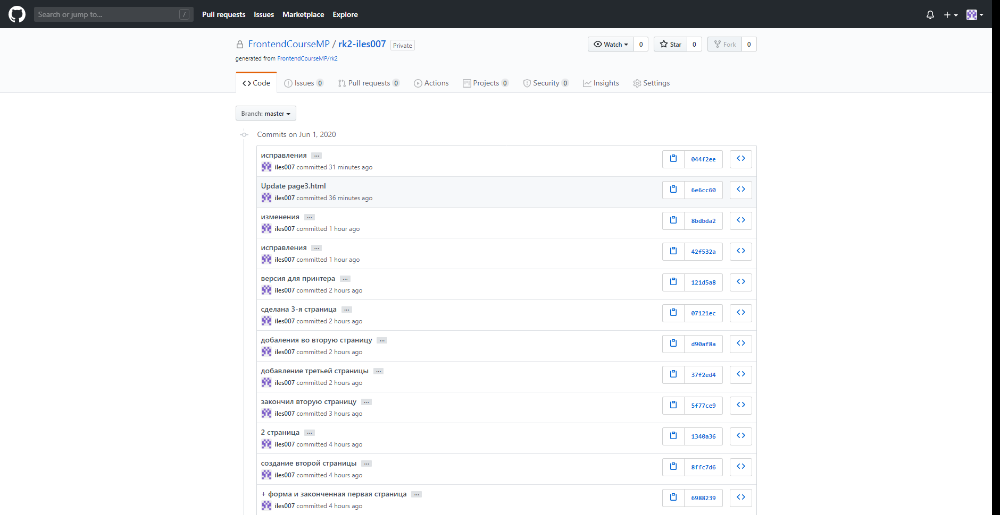 Search or jump to... /
Pull requests Issues Marketplace Explore
FrontendCourseMP / rk2-iles007 Private
Watch 0 Star 0 Fork 0
generated from FrontendCourseMP/rk2
Code Issues 0 Pull requests 0 Actions Projects 0 Security 0 Insights Settings
Branch: master
Commits on Jun 1, 2020
исправления ...
iles007 committed 31 minutes ago
044f2ee
Update page3.html
iles007 committed 36 minutes ago
6e6cc60
изменения ...
iles007 committed 1 hour ago
8bdbda2
исправления ...
iles007 committed 1 hour ago
42f532a
версия для принтера ...
iles007 committed 2 hours ago
121d5a8
сделана 3-я страница ...
iles007 committed 2 hours ago
07121ec
добаления во вторую страницу ...
iles007 committed 2 hours ago
d90af8a
добавление третьей страницы ...
iles007 committed 2 hours ago
37f2ed4
закончил вторую страницу ...
iles007 committed 3 hours ago
5f77ce9
2 страница ...
iles007 committed 4 hours ago
1340a36
создание второй страницы ...
iles007 committed 4 hours ago
8ffc7d6
+ форма и законченная первая страница ...
iles007 committed 4 hours ago
6988239